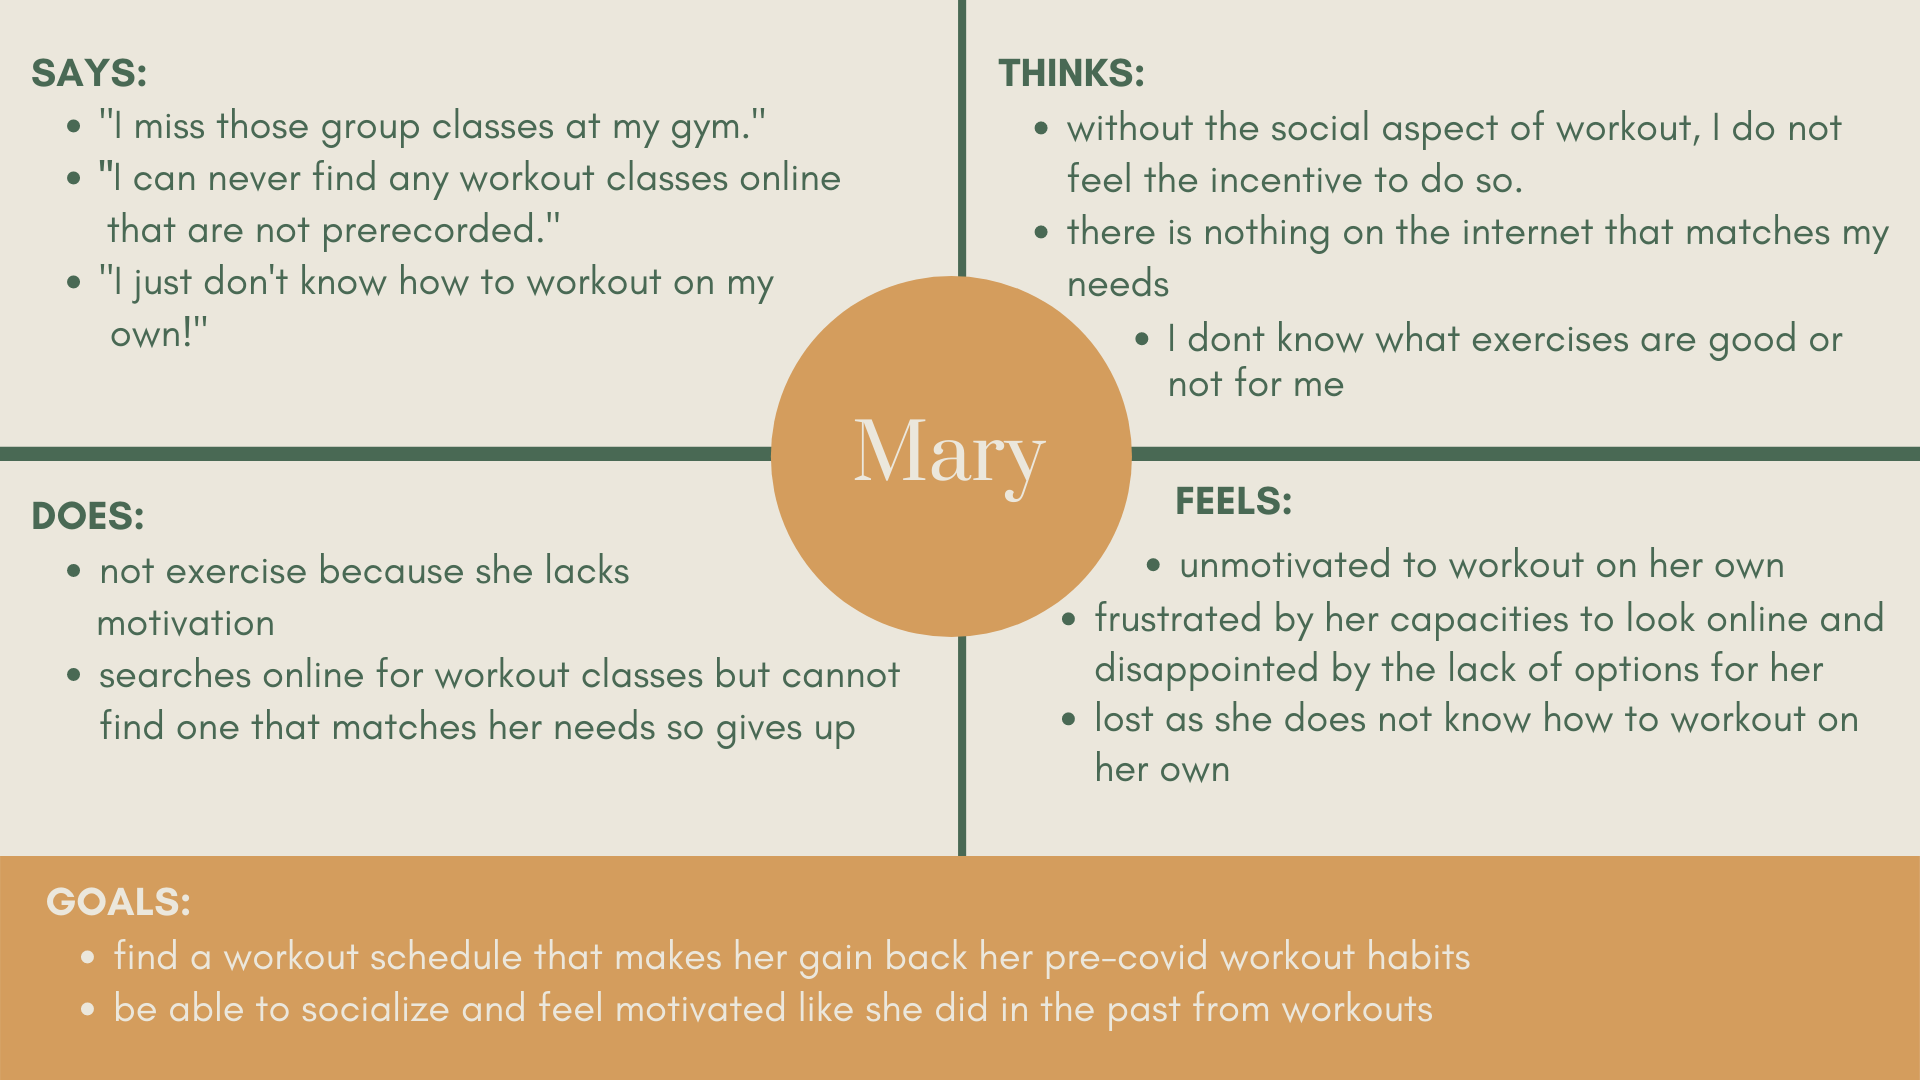 SAYS:
• "I miss those group classes at my gym."
• "I can never find any workout classes online
that are not prerecorded."
• "I just don't know how to workout on my
own!"
THINKS:
• without the social aspect of workout, I do not
feel the incentive to do so.
• there is nothing on the internet that matches my
needs
• I dont know what exercises are good or
not for me
Mary
DOES:
• not exercise because she lacks
motivation
• searches online for workout classes but cannot
find one that matches her needs so gives up
FEELS:
• unmotivated to workout on her own
• frustrated by her capacities to look online and
disappointed by the lack of options for her
• lost as she does not know how to workout on
her own
GOALS:
• find a workout schedule that makes her gain back her pre-covid workout habits
• be able to socialize and feel motivated like she did in the past from workouts